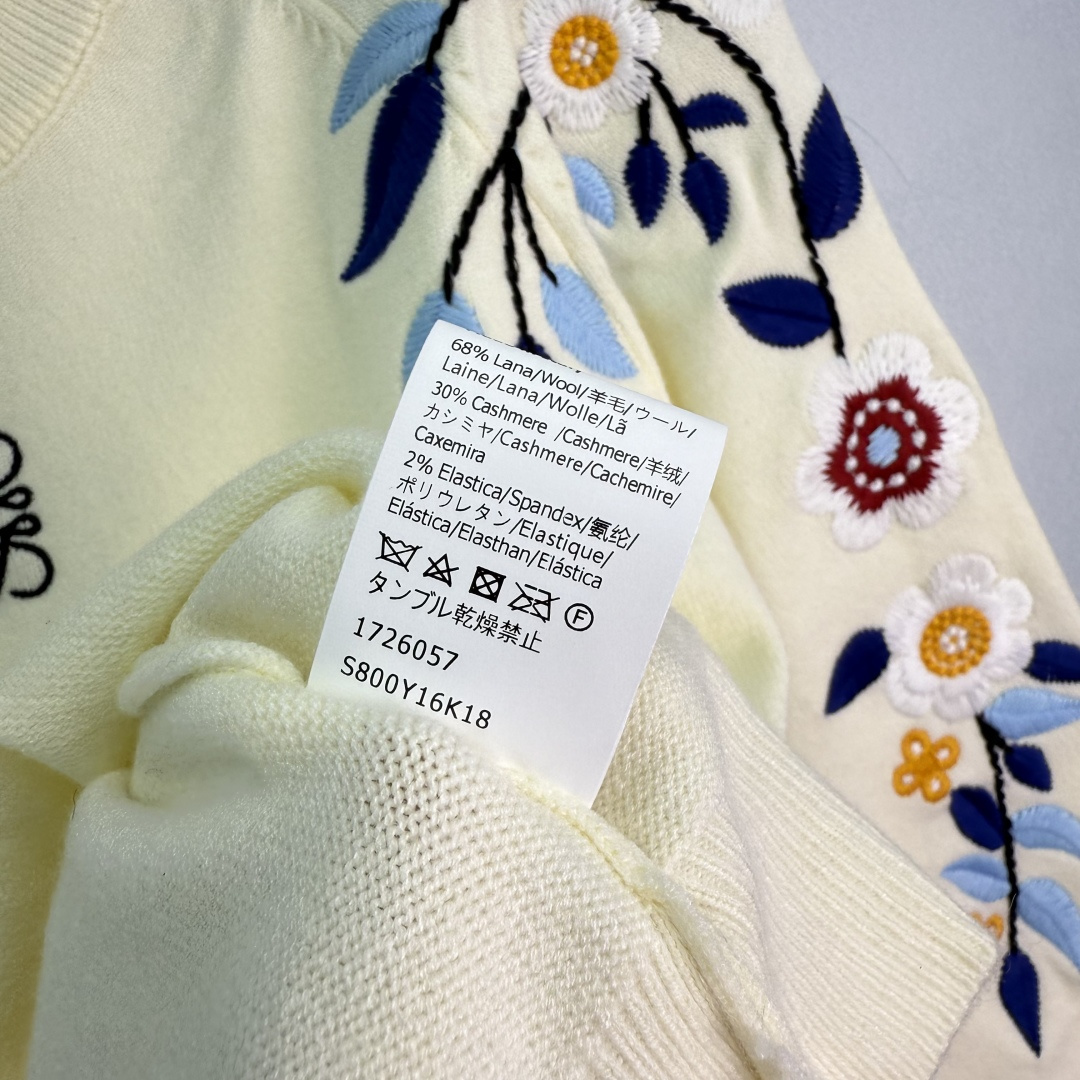 68% Lana/Wool/羊毛/ウール/
Laine/Lana/Wolle/Lã
30% Cashmere /Cashmere/羊绒/
カシミヤ/Cashmere/Cachemire/
Caxemira
2% Elastica/Spandex/氨纶/
ポリウレタン/Elastique/
Elástica/Elasthan/Elástica
F
タンブル乾燥禁止
1726057
S800Y16K18